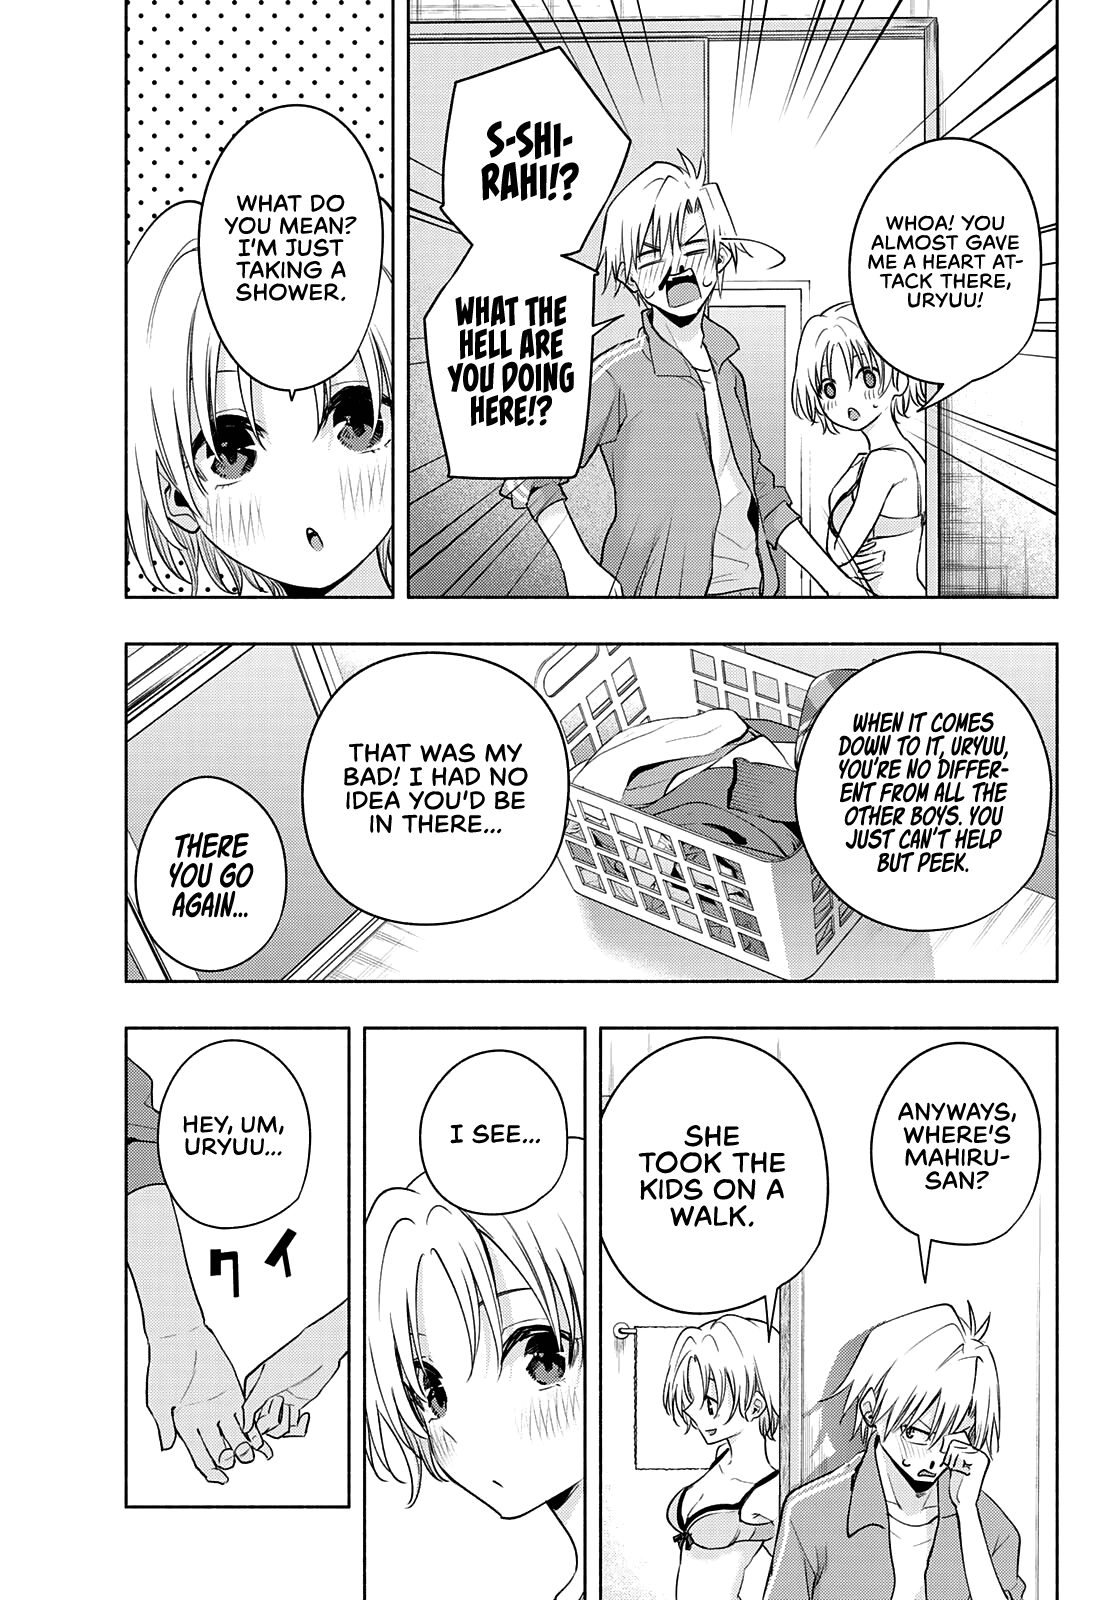 WHOA! YOU
ALMOST GAVE
ME A HEART AT-
TACK THERE,
URYUU!
S-SHI-
RAHI!?
WHAT THE
HELL ARE
YOU DOING
HERE!?
WHAT DO
YOU MEAN?
I'M JUST
TAKING A
SHOWER.
WHEN IT COMES
DOWN TO IT, URYUU,
YOU'RE NO DIFFER-
ENT FROM ALL THE
OTHER BOYS. YOU
JUST CAN'T HELP
BUT PEEK.
THAT WAS MY
BAD! I HAD NO
IDEA YOU'D BE
IN THERE...
THERE
YOU GO
AGAIN...
ANYWAYS,
WHERE'S
MAHIRU-
SAN?
SHE
TOOK THE
KIDS ON A
WALK.
I SEE...
HEY, UM,
URYUU...
クイ